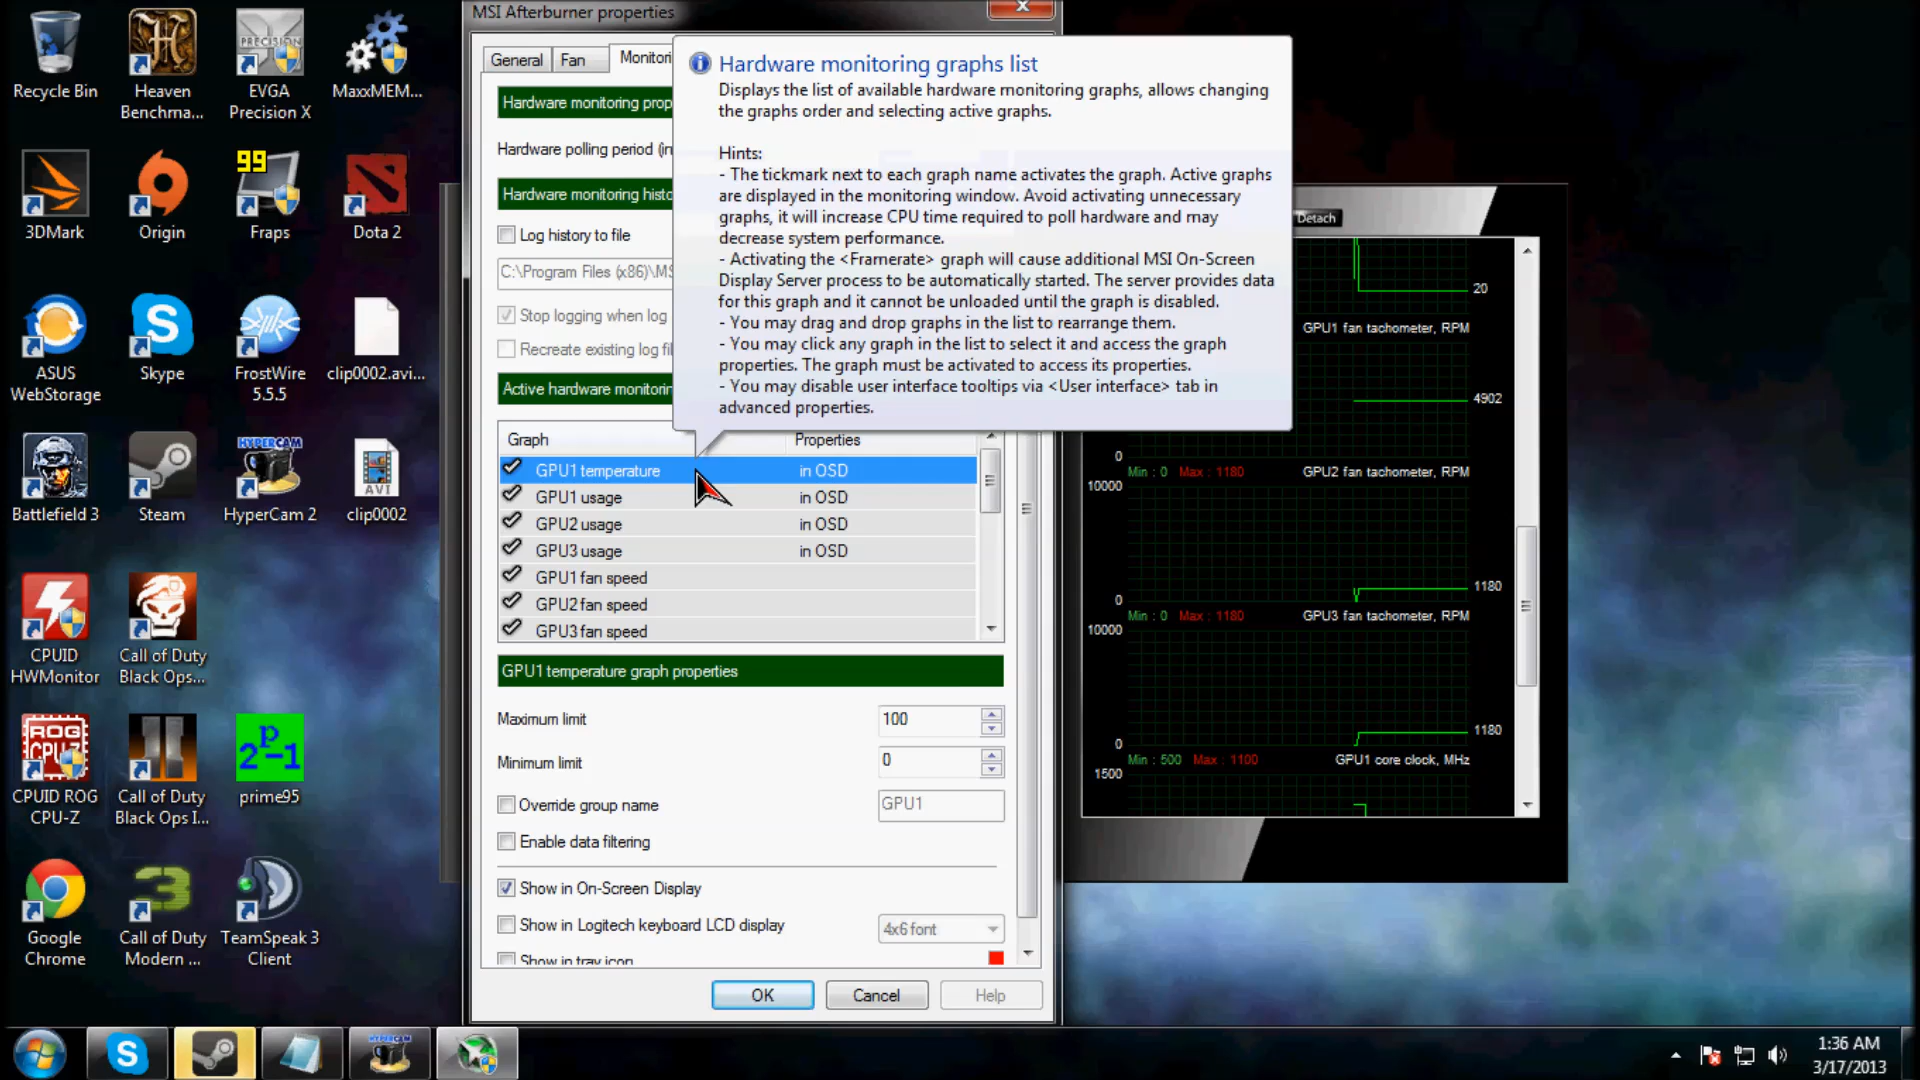 Recycle Bin
Heaven
Benchma...
EVGA
Precision X
MaxxMEM...
3DMark
Origin
99
Fraps
Dota 2
ASUS
WebStorage
Skype
FrostWire
5.5.5
clip0002.avi...
Battlefield 3
Steam
HYPERCAM
HyperCam 2
AVI
clip0002
CPUID
HWMonitor
Call of Duty
Black Ops...
ROG
CPU-Z
CPUID ROG
CPU-Z
Call of Duty
Black Ops I...
prime95
Google
Chrome
Call of Duty
Modern ...
TeamSpeak 3
Client
MSI Afterburner properties
General
Fan
Monitori
Hardware monitoring prop
Hardware polling period (in
Hardware monitoring histo
Log history to file
C:\Program Files (x86)\MS
Stop logging when log
Recreate existing log fil
Active hardware monitorin
Hardware monitoring graphs list
Displays the list of available hardware monitoring graphs, allows changing
the graphs order and selecting active graphs.
Hints:
- The tickmark next to each graph name activates the graph. Active graphs
are displayed in the monitoring window. Avoid activating unnecessary
graphs, it will increase CPU time required to poll hardware and may
decrease system performance.
- Activating the <Framerate> graph will cause additional MSI On-Screen
Display Server process to be automatically started. The server provides data
for this graph and it cannot be unloaded until the graph is disabled.
- You may drag and drop graphs in the list to rearrange them.
- You may click any graph in the list to select it and access the graph
properties. The graph must be activated to access its properties.
- You may disable user interface tooltips via <User interface> tab in
advanced properties.
Graph Properties
GPU1 temperature in OSD
GPU1 usage in OSD
GPU2 usage in OSD
GPU3 usage in OSD
GPU1 fan speed
GPU2 fan speed
GPU3 fan speed
GPU1 temperature graph properties
Maximum limit 100
Minimum limit 0
Override group name GPU1
Enable data filtering
Show in On-Screen Display
Show in Logitech keyboard LCD display 4x6 font
Show in tray icon
OK Cancel Help
Detach
20
GPU1 fan tachometer, RPM
4902
0
Min : 0 Max : 1180 GPU2 fan tachometer, RPM
10000
1180
0
Min : 0 Max : 1180 GPU3 fan tachometer, RPM
10000
1180
0
Min : 500 Max : 1100 GPU1 core clock, MHz
1500
HYPERCAM
1:36 AM
3/17/2013